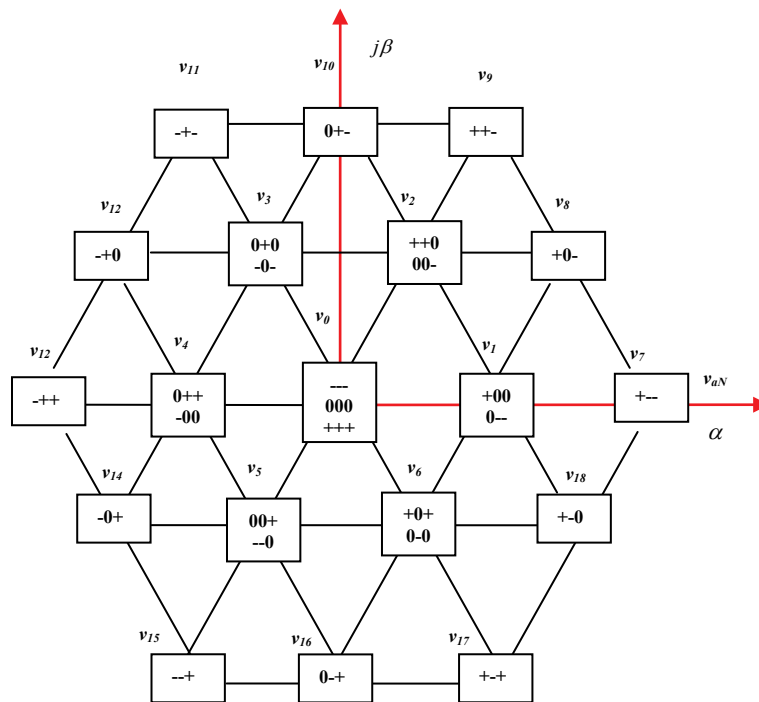 jβ
v11
v10
v9
-+-
0+-
++-
v12
v3
v2
v8
-+0
0+0
-0-
++0
00-
+0-
v0
v12
v4
v1
v7
vaN
-++
0++
-00
---
000
+++
+00
0--
+--
α
v14
v5
v6
v18
-0+
00+
--0
+0+
0-0
+-0
v15
v16
v17
--+
0-+
+-+